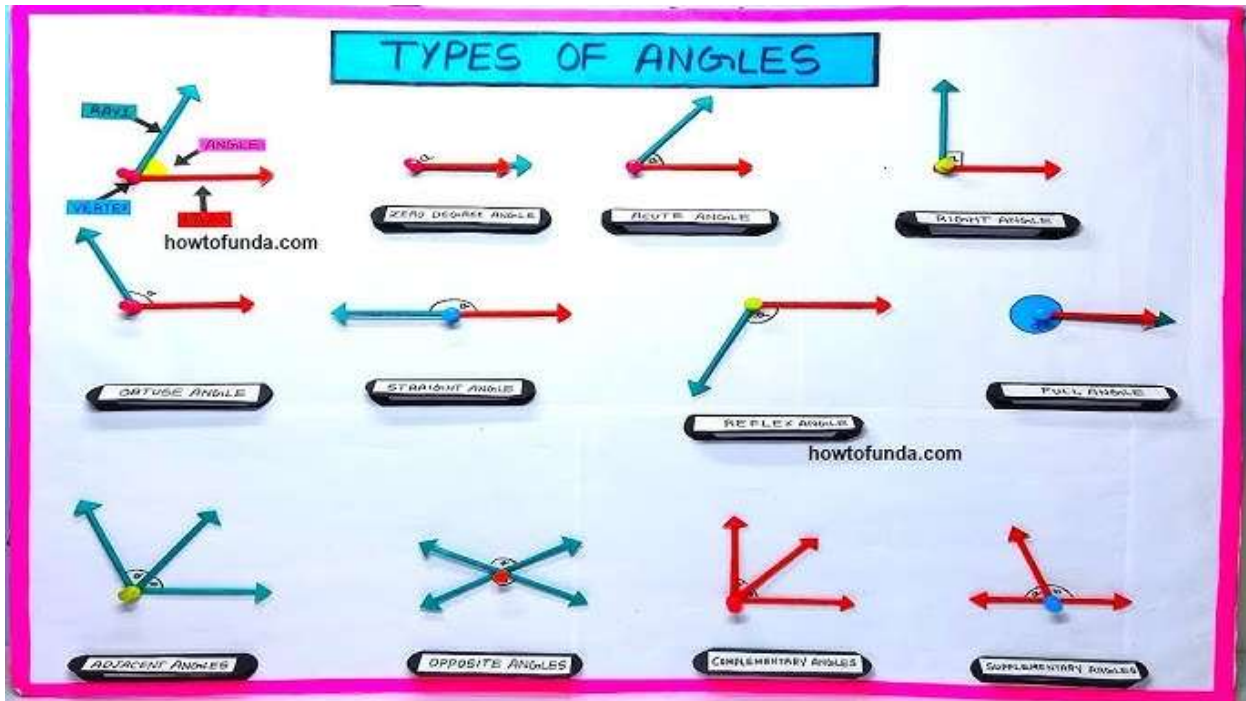 TYPES OF ANGLES
RAYS
ANGLE
VERTEX
howtofunda.com
ZERO DEGREE ANGLE
ACUTE ANGLE
RIGHT ANGLE
OBTUSE ANGLE
STRAIGHT ANGLE
REFLEX ANGLE
FULL ANGLE
howtofunda.com
ADJACENT ANGLES
OPPOSITE ANGLES
COMPLEMENTARY ANGLES
SUPPLEMENTARY ANGLES